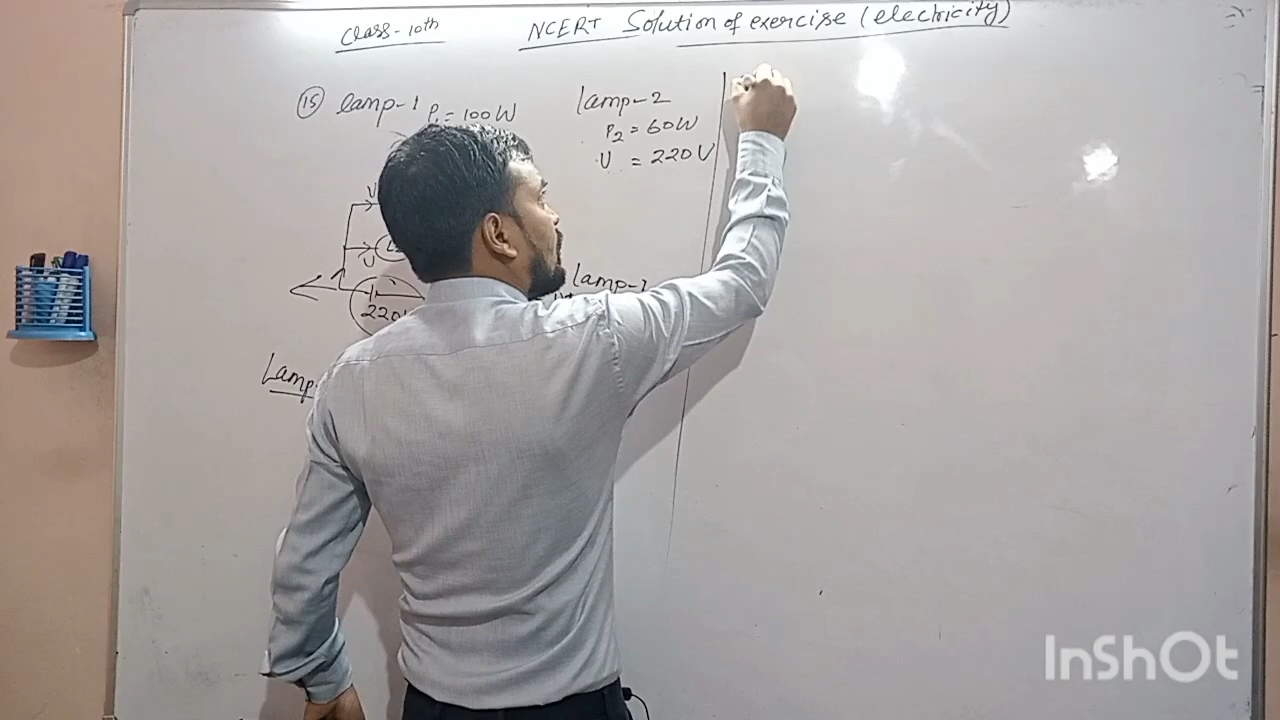 Class-10th
NCERT Solution of exercise (electricity)
15 lamp-1
P1 = 100W
lamp-2
P2 = 60W
V = 220V
V
V
lamp-1
Lamp
InShOt